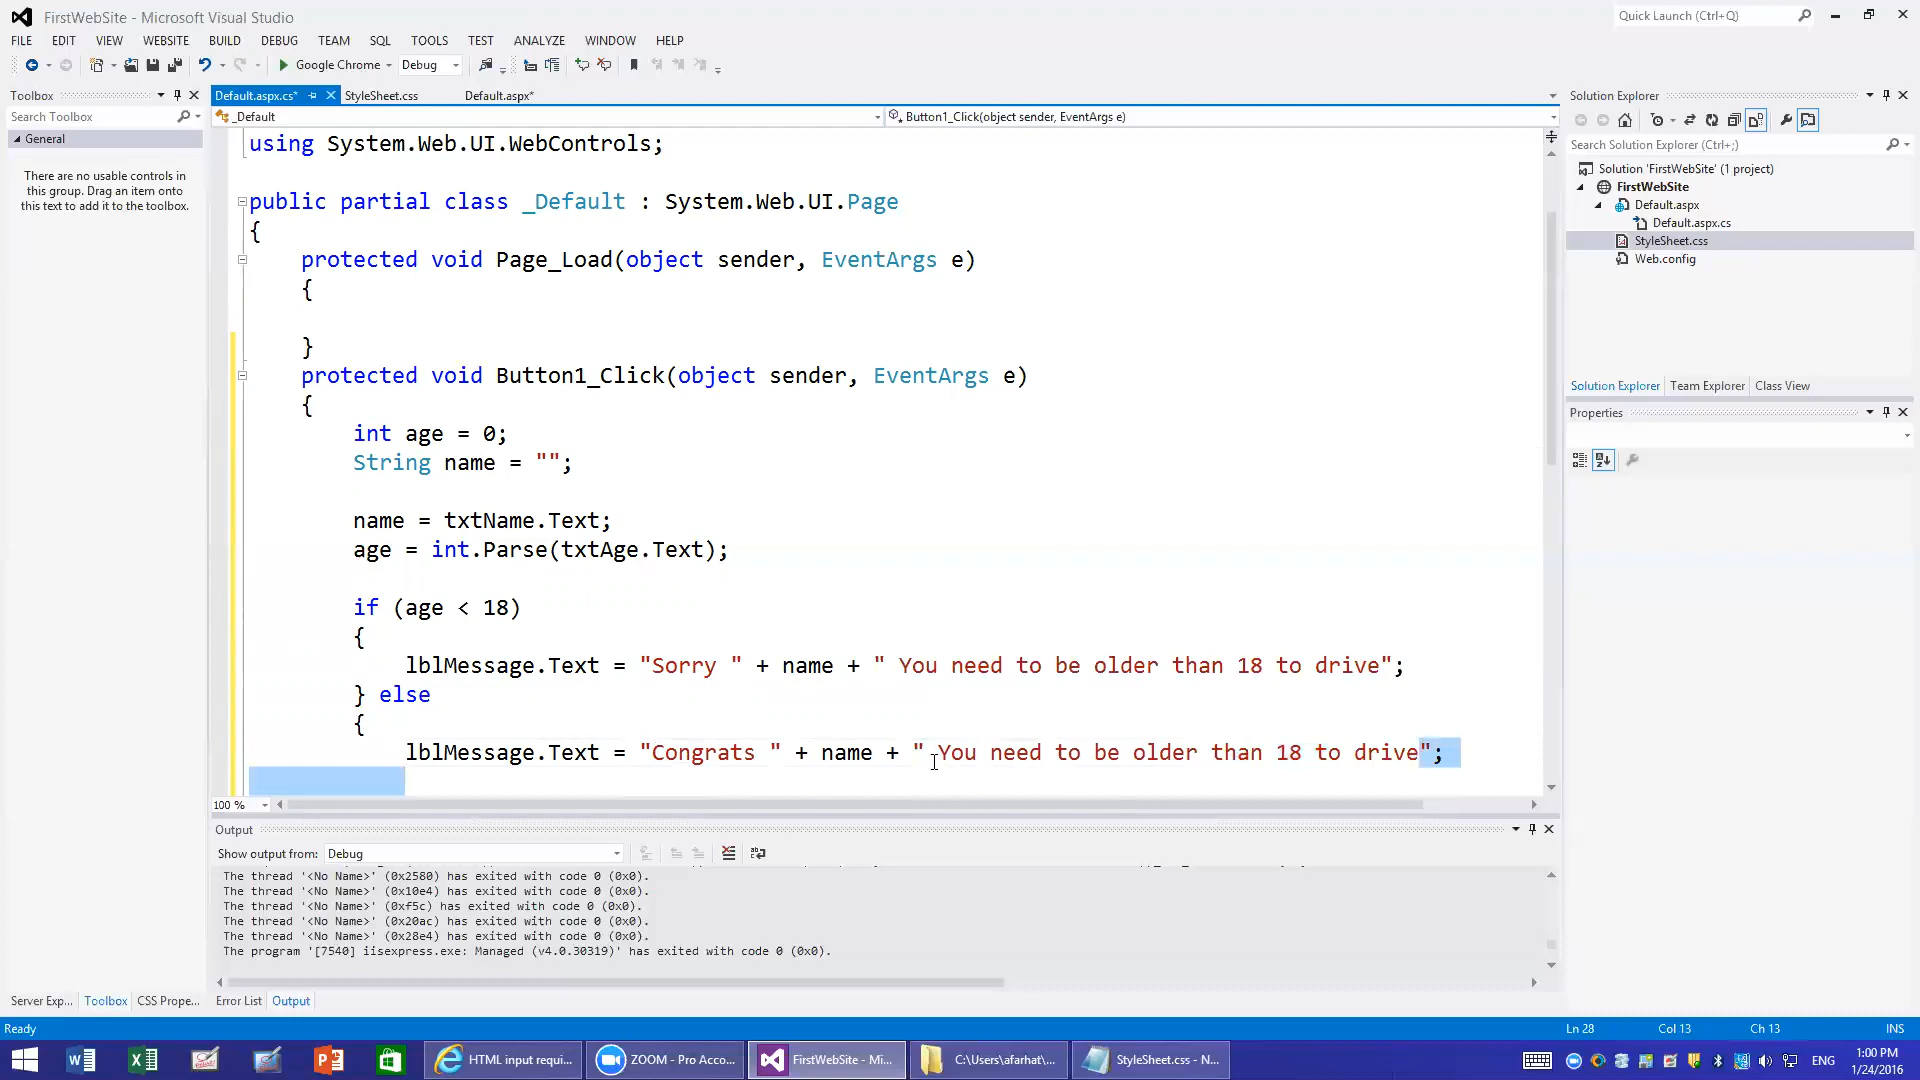 FirstWebSite - Microsoft Visual Studio
Quick Launch (Ctrl+Q)
FILE EDIT VIEW WEBSITE BUILD DEBUG TEAM SQL TOOLS TEST ANALYZE WINDOW HELP
Google Chrome Debug
Toolbox
Default.aspx.cs* StyleSheet.css Default.aspx*
Solution Explorer
Search Toolbox
_Default
Button1_Click(object sender, EventArgs e)
General
There are no usable controls in
this group. Drag an item onto
this text to add it to the toolbox.
using System.Web.UI.WebControls;
public partial class _Default : System.Web.UI.Page
{
protected void Page_Load(object sender, EventArgs e)
{
}
protected void Button1_Click(object sender, EventArgs e)
{
int age = 0;
String name = "";
name = txtName.Text;
age = int.Parse(txtAge.Text);
if (age < 18)
{
lblMessage.Text = "Sorry " + name + " You need to be older than 18 to drive";
} else
{
lblMessage.Text = "Congrats " + name + " You need to be older than 18 to drive";
100 %
Search Solution Explorer (Ctrl+;)
Solution 'FirstWebSite' (1 project)
FirstWebSite
Default.aspx
Default.aspx.cs
StyleSheet.css
Web.config
Solution Explorer Team Explorer Class View
Properties
Output
Show output from: Debug
The thread '<No Name>' (0x2580) has exited with code 0 (0x0).
The thread '<No Name>' (0x10e4) has exited with code 0 (0x0).
The thread '<No Name>' (0xf5c) has exited with code 0 (0x0).
The thread '<No Name>' (0x20ac) has exited with code 0 (0x0).
The thread '<No Name>' (0x28e4) has exited with code 0 (0x0).
The program '[7540] iisexpress.exe: Managed (v4.0.30319)' has exited with code 0 (0x0).
Server Exp... Toolbox CSS Prope... Error List Output
Ready Ln 28 Col 13 Ch 13 INS
HTML input requi... ZOOM - Pro Acco... FirstWebSite - Mi... C:\Users\afarhat\... StyleSheet.css - N... ENG
1:00 PM
1/24/2016